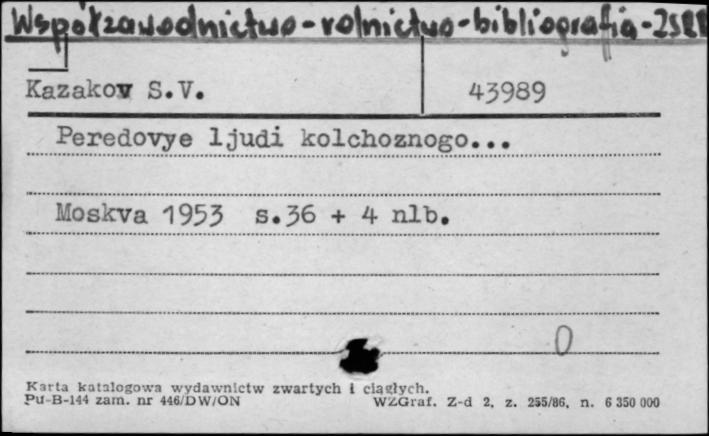 Współzawodnictwo-rolnictwo-bibliografia-ZSRR
Kazakov S.V. 43989
Peredovye ljudi kolchoznogo...
Moskva 1953 s.36 + 4 nlb.
0
Karta katalogowa wydawnictw zwartych i ciągłych.
Pu-B-144 zam. nr 446/DW/ON WZGraf. Z-d 2, z. 255/86, n. 6 350 000